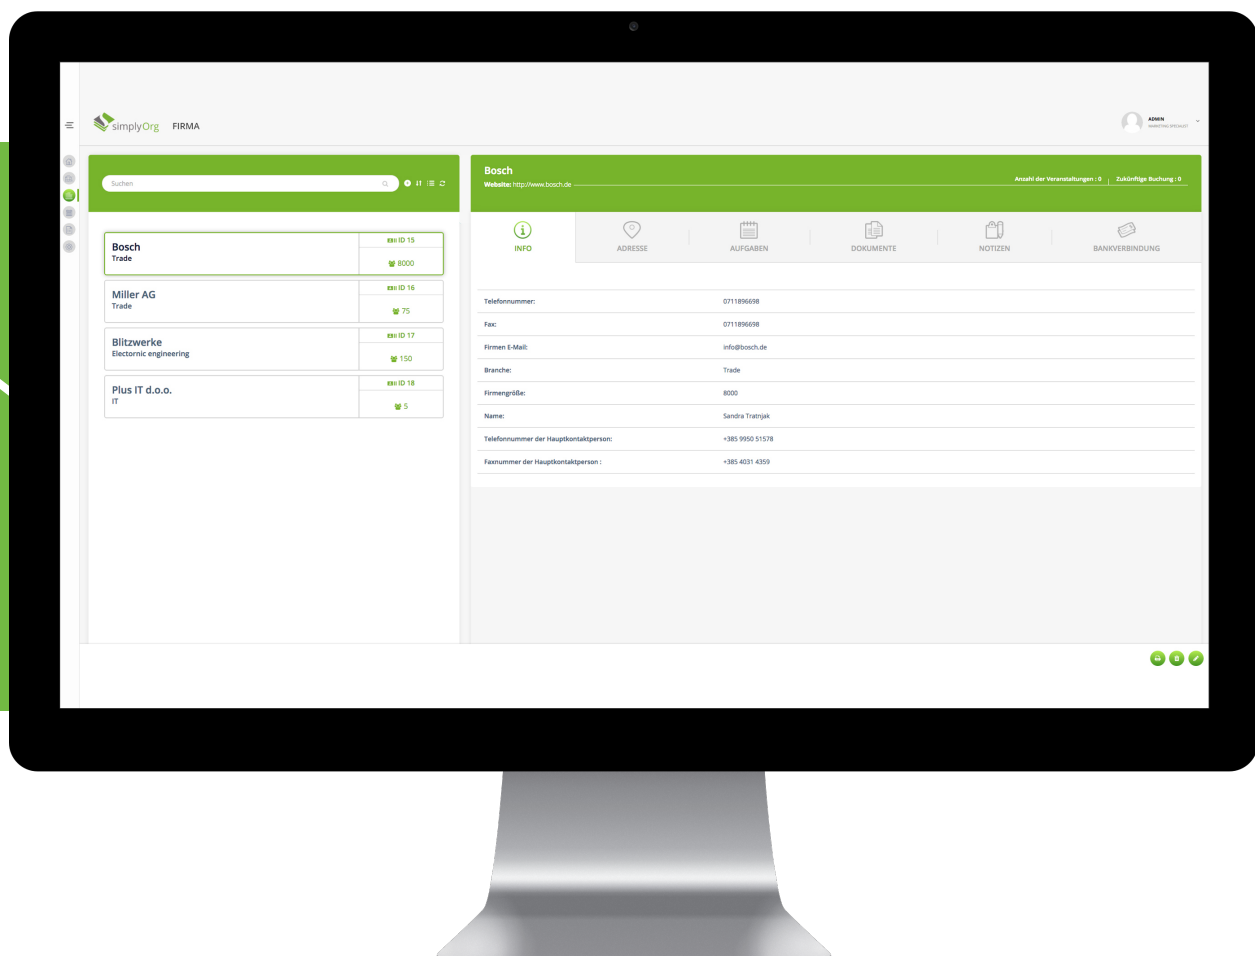 simplyOrg FIRMA
ADMIN
MARKETING SPECIALIST
Suchen
Bosch
Trade
ID 15
8000
Miller AG
Trade
ID 16
75
Blitzwerke
Electornic engineering
ID 17
150
Plus IT d.o.o.
IT
ID 18
5
Bosch
Website: http://www.bosch.de
Anzahl der Veranstaltungen : 0 | Zukünftige Buchung : 0
INFO ADRESSE AUFGABEN DOKUMENTE NOTIZEN BANKVERBINDUNG
Telefonnummer: 0711896698
Fax: 0711896698
Firmen E-Mail: info@bosch.de
Branche: Trade
Firmengröße: 8000
Name: Sandra Tratnjak
Telefonnummer der Hauptkontaktperson: +385 9950 51578
Faxnummer der Hauptkontaktperson : +385 4031 4359